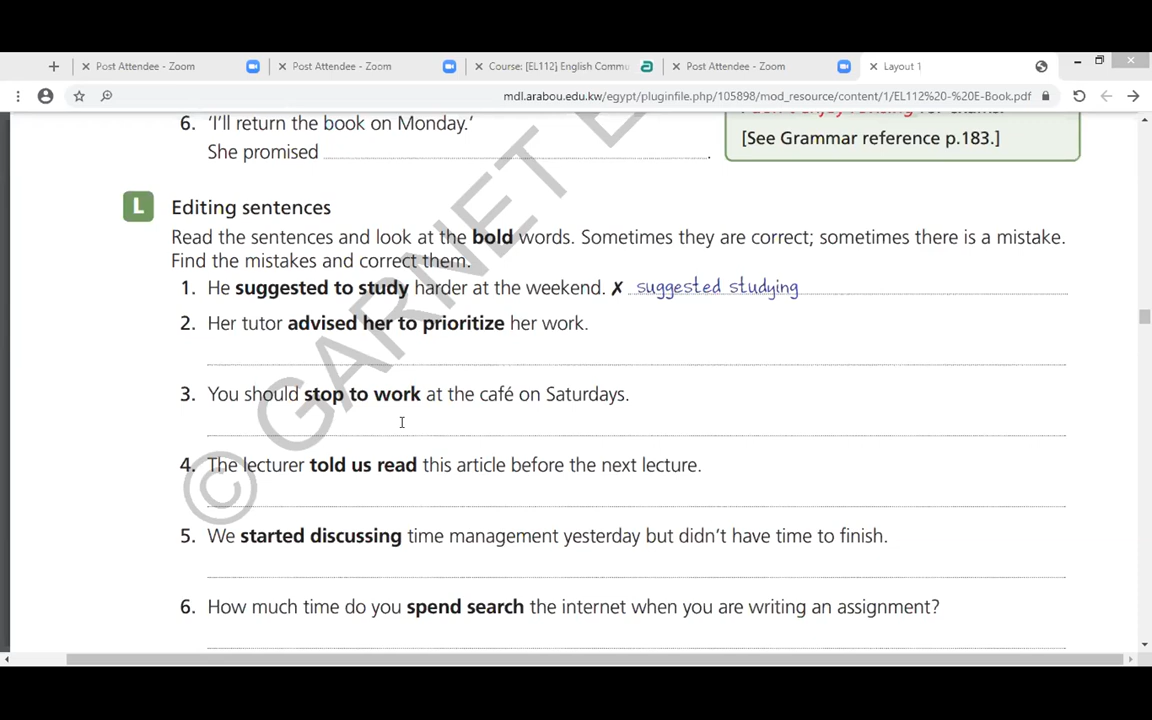 Post Attendee - Zoom
Post Attendee - Zoom
Course: [EL112] English Commu
Post Attendee - Zoom
Layout 1
mdl.arabou.edu.kw/egypt/pluginfile.php/105898/mod_resource/content/1/EL112%20-%20E-Book.pdf
6. ‘I’ll return the book on Monday.’
She promised .
[See Grammar reference p.183.]
© GARNET E
L Editing sentences
Read the sentences and look at the bold words. Sometimes they are correct; sometimes there is a mistake.
Find the mistakes and correct them.
1. He suggested to study harder at the weekend. ✗ suggested studying
2. Her tutor advised her to prioritize her work.
3. You should stop to work at the café on Saturdays.
4. The lecturer told us read this article before the next lecture.
5. We started discussing time management yesterday but didn’t have time to finish.
6. How much time do you spend search the internet when you are writing an assignment?